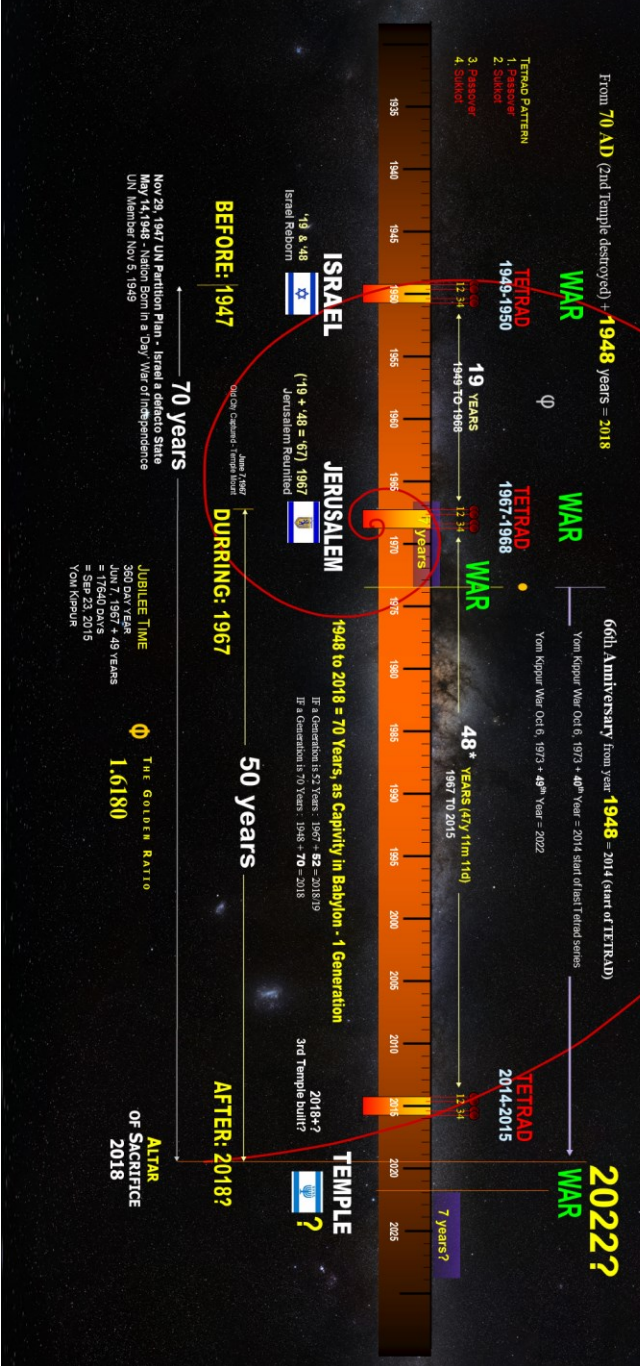 From 70 AD (2nd Temple destroyed) + 1948 years = 2018
66th Anniversary from year 1948 = 2014 (start of TETRAD)
2022?
Yom Kippur War Oct 6, 1973 + 40th Year = 2014 start of last Tetrad series
Yom Kippur War Oct 6, 1973 + 49th Year = 2022
WAR
WAR
WAR
TETRAD PATTERN
1. Passover
2. Sukkot
3. Passover
4. Sukkot
TETRAD
1949-1950
φ
TETRAD
1967-1968
WAR
TETRAD
2014-2015
19 YEARS
1949 TO 1968
48* YEARS (47y 11m 11d)
1967 TO 2015
12 34
12 34
12 34
years
7 years?
1935
1940
1945
1950
1955
1960
1965
1970
1975
1980
1985
1990
1995
2000
2005
2010
2015
2020
2025
ISRAEL
'19 & '48
Israel Reborn
JERUSALEM
('19 + '48 = '67) 1967
Jerusalem Reunited
1948 to 2018 = 70 Years, as Capivity in Babylon - 1 Generation
IF a Generation is 52 Years : 1967 + 52 = 2018/19
IF a Generation is 70 Years : 1948 + 70 = 2018
TEMPLE
2018+?
3rd Temple built?
?
June 7,1967
Old City Captured - Temple Mount
BEFORE: 1947
DURRING: 1967
50 years
AFTER: 2018?
70 years
Nov 29, 1947 UN Partition Plan - Israel a defacto State
May 14,1948 - Nation Born in a 'Day' War of Independence
UN Member Nov 5, 1949
JUBILEE TIME
360 DAY YEAR
JUN 7, 1967 + 49 YEARS
= 17640 DAYS
= SEP 23, 2015
YOM KIPPUR
Φ
THE GOLDEN RATIO
1.6180
ALTAR
OF SACRIFICE
2018